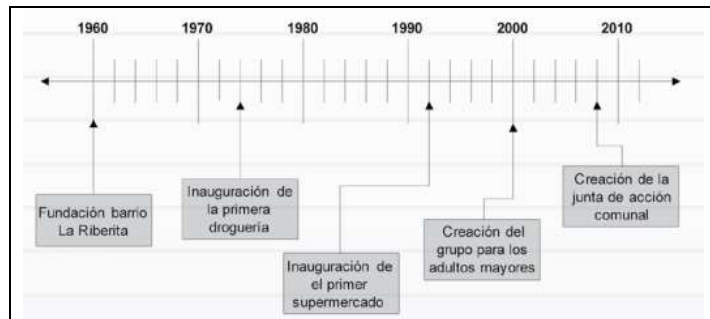 1960 1970 1980 1990 2000 2010
Fundación barrio
La Riberita
Inauguración de
la primera
droguería
Inauguración de
el primer
supermercado
Creación del
grupo para los
adultos mayores
Creación de la
junta de acción
comunal